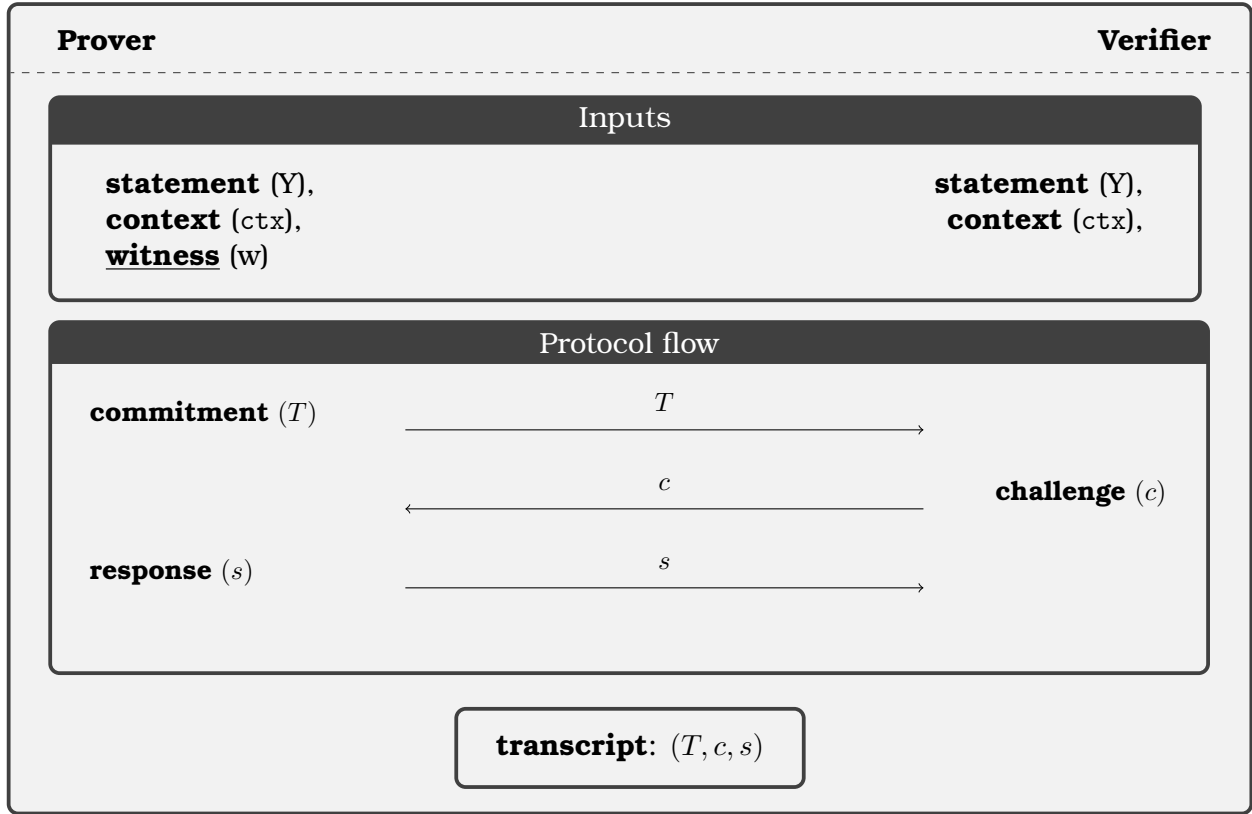 Prover Verifier
Inputs
statement (Y), statement (Y),
context (ctx), context (ctx),
witness (w)
Protocol flow
commitment (T) T
c challenge (c)
response (s) s
transcript: (T, c, s)